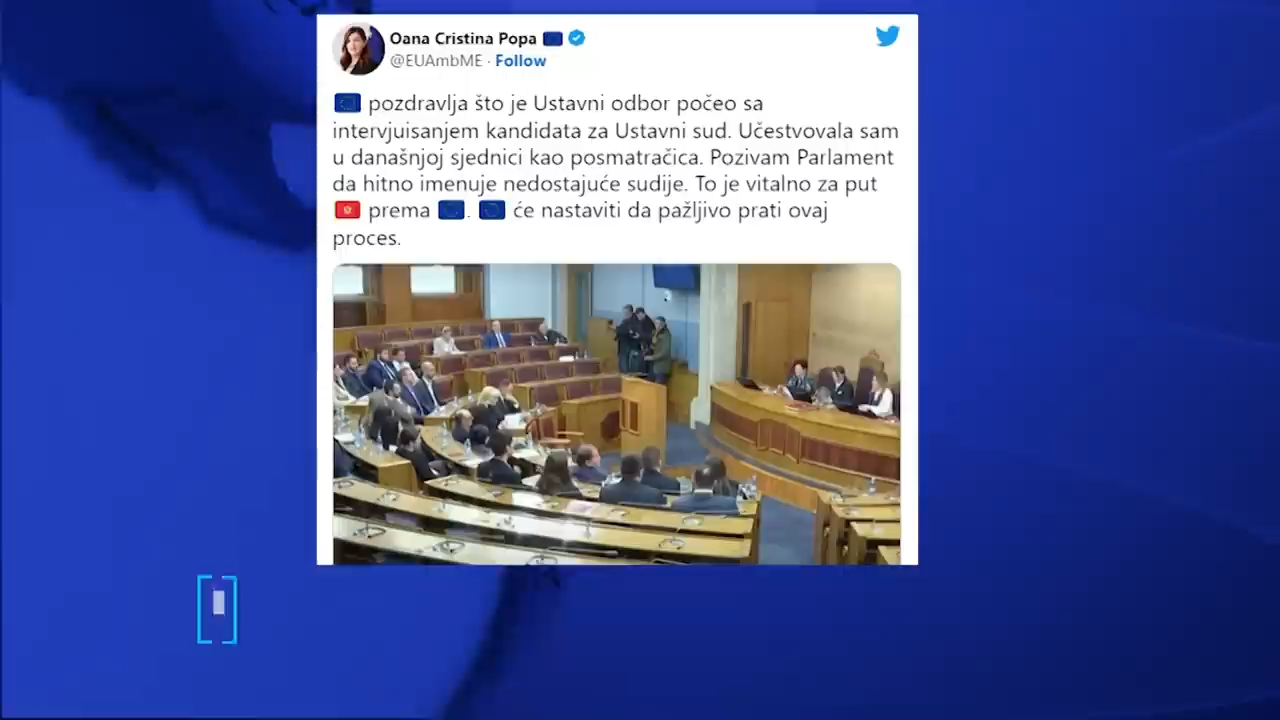 Oana Cristina Popa 🇪🇺
@EUAmbME · Follow
🇪🇺 pozdravlja što je Ustavni odbor počeo sa
intervjuisanjem kandidata za Ustavni sud. Učestvovala sam
u današnjoj sjednici kao posmatračica. Pozivam Parlament
da hitno imenuje nedostajuće sudije. To je vitalno za put
🇲🇪 prema 🇪🇺. 🇪🇺 će nastaviti da pažljivo prati ovaj
proces.